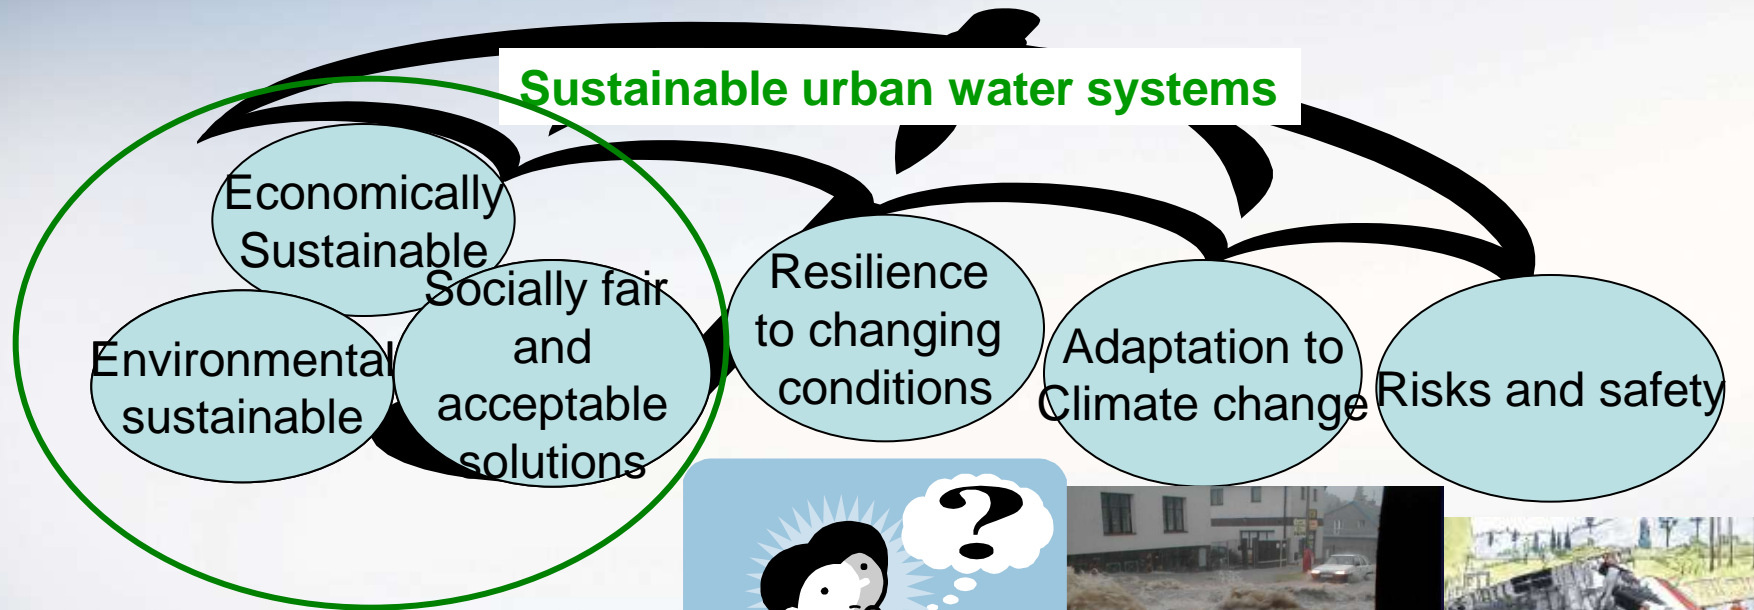 Sustainable urban water systems
Economically
Sustainable
Environmental
sustainable
Socially fair
and
acceptable
solutions
Resilience
to changing
conditions
Adaptation to
Climate change
Risks and safety
?